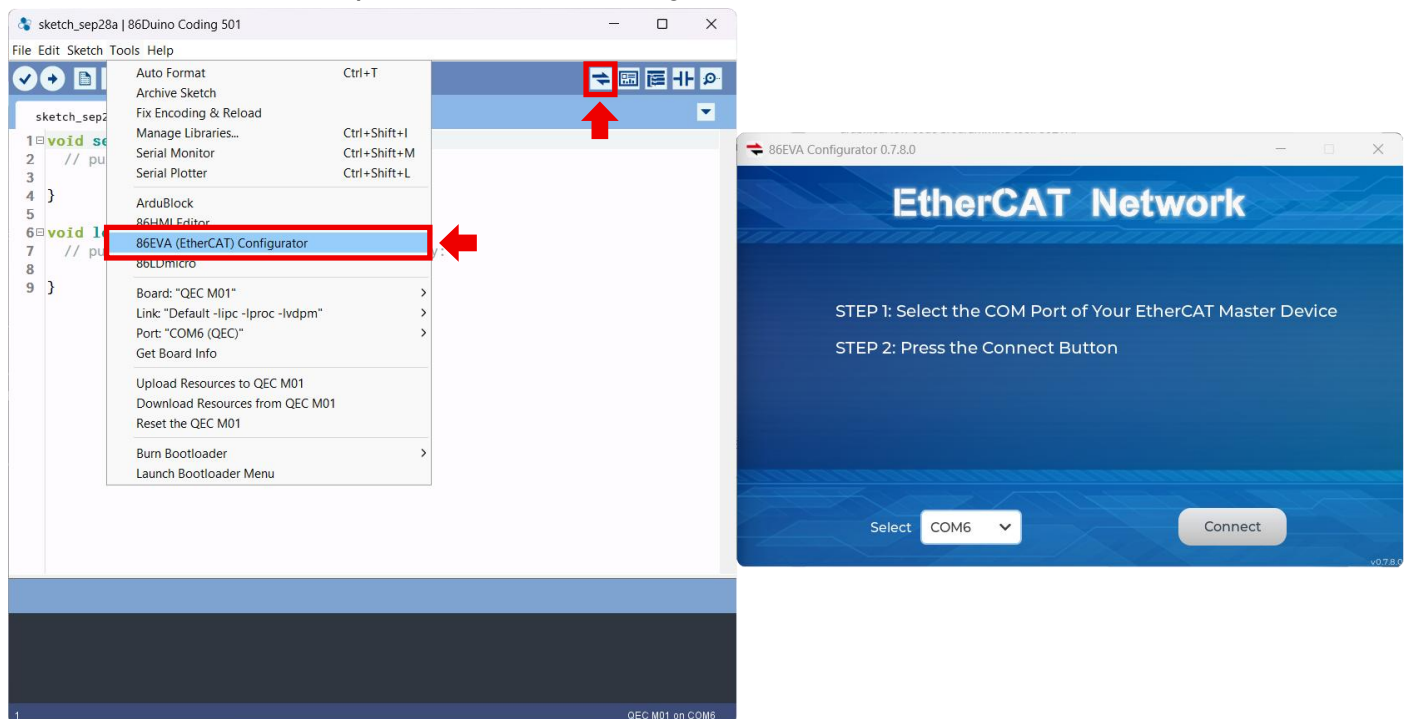 sketch_sep28a | 86Duino Coding 501
File Edit Sketch Tools Help
Auto Format Ctrl+T
Archive Sketch
Fix Encoding & Reload
Manage Libraries... Ctrl+Shift+I
Serial Monitor Ctrl+Shift+M
Serial Plotter Ctrl+Shift+L
ArduBlock
86HMI Editor
86EVA (EtherCAT) Configurator
86LDmicro
Board: "QEC M01"
Link: "Default -lipc -lproc -lvdpm"
Port: "COM6 (QEC)"
Get Board Info
Upload Resources to QEC M01
Download Resources from QEC M01
Reset the QEC M01
Burn Bootloader
Launch Bootloader Menu
sketch_sep2
1 void se
2 // pu
3
4 }
5
6 void lo
7 // pu y:
8
9 }
1 QEC M01 on COM6
86EVA Configurator 0.7.8.0
EtherCAT Network
STEP 1: Select the COM Port of Your EtherCAT Master Device
STEP 2: Press the Connect Button
Select COM6 Connect
v0.7.8.0